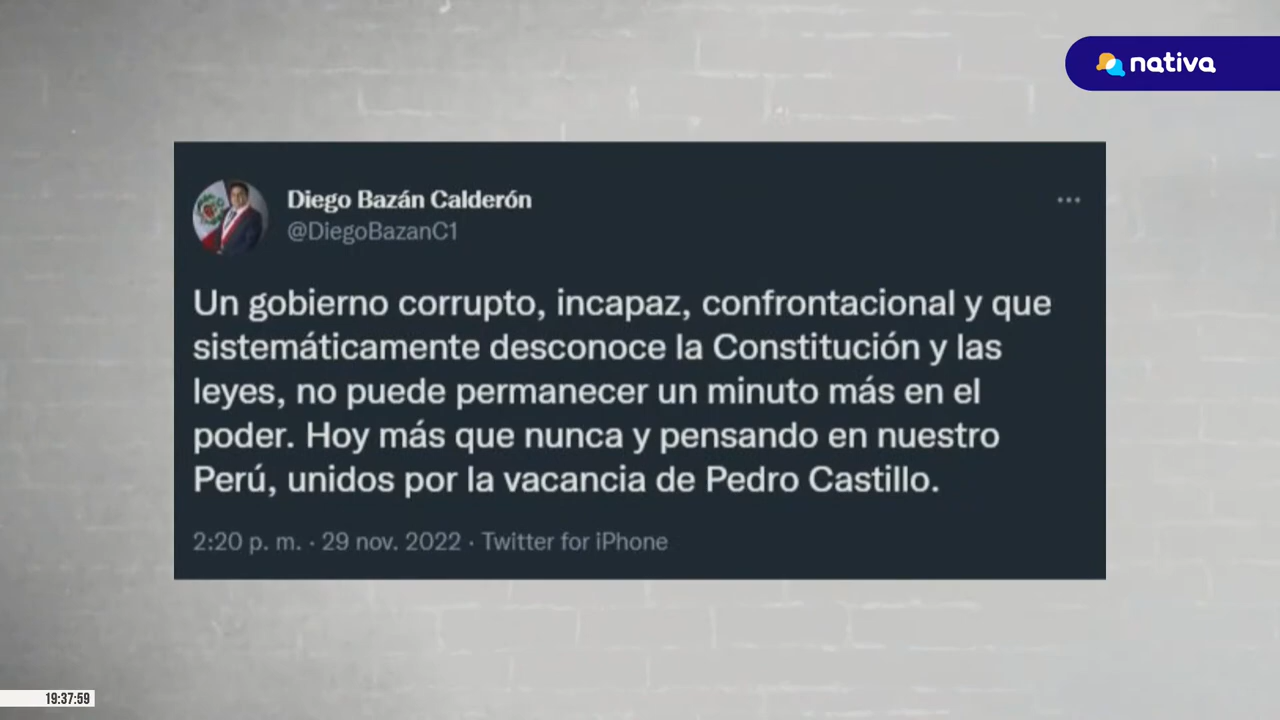 nativa
Diego Bazán Calderón
@DiegoBazanC1
Un gobierno corrupto, incapaz, confrontacional y que
sistemáticamente desconoce la Constitución y las
leyes, no puede permanecer un minuto más en el
poder. Hoy más que nunca y pensando en nuestro
Perú, unidos por la vacancia de Pedro Castillo.
2:20 p. m. · 29 nov. 2022 · Twitter for iPhone
19:37:59